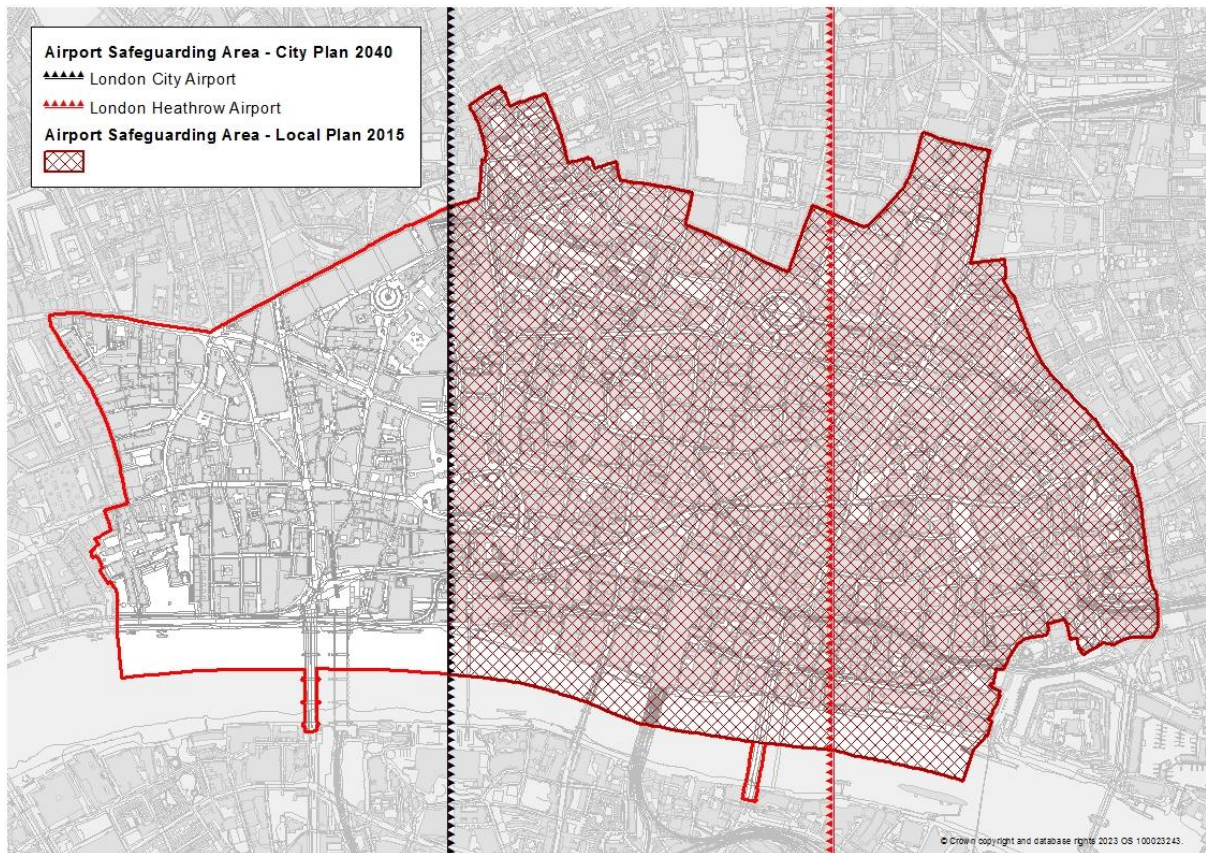 Airport Safeguarding Area - City Plan 2040
London City Airport
London Heathrow Airport
Airport Safeguarding Area - Local Plan 2015
© Crown copyright and database rights 2023 OS 100023243.